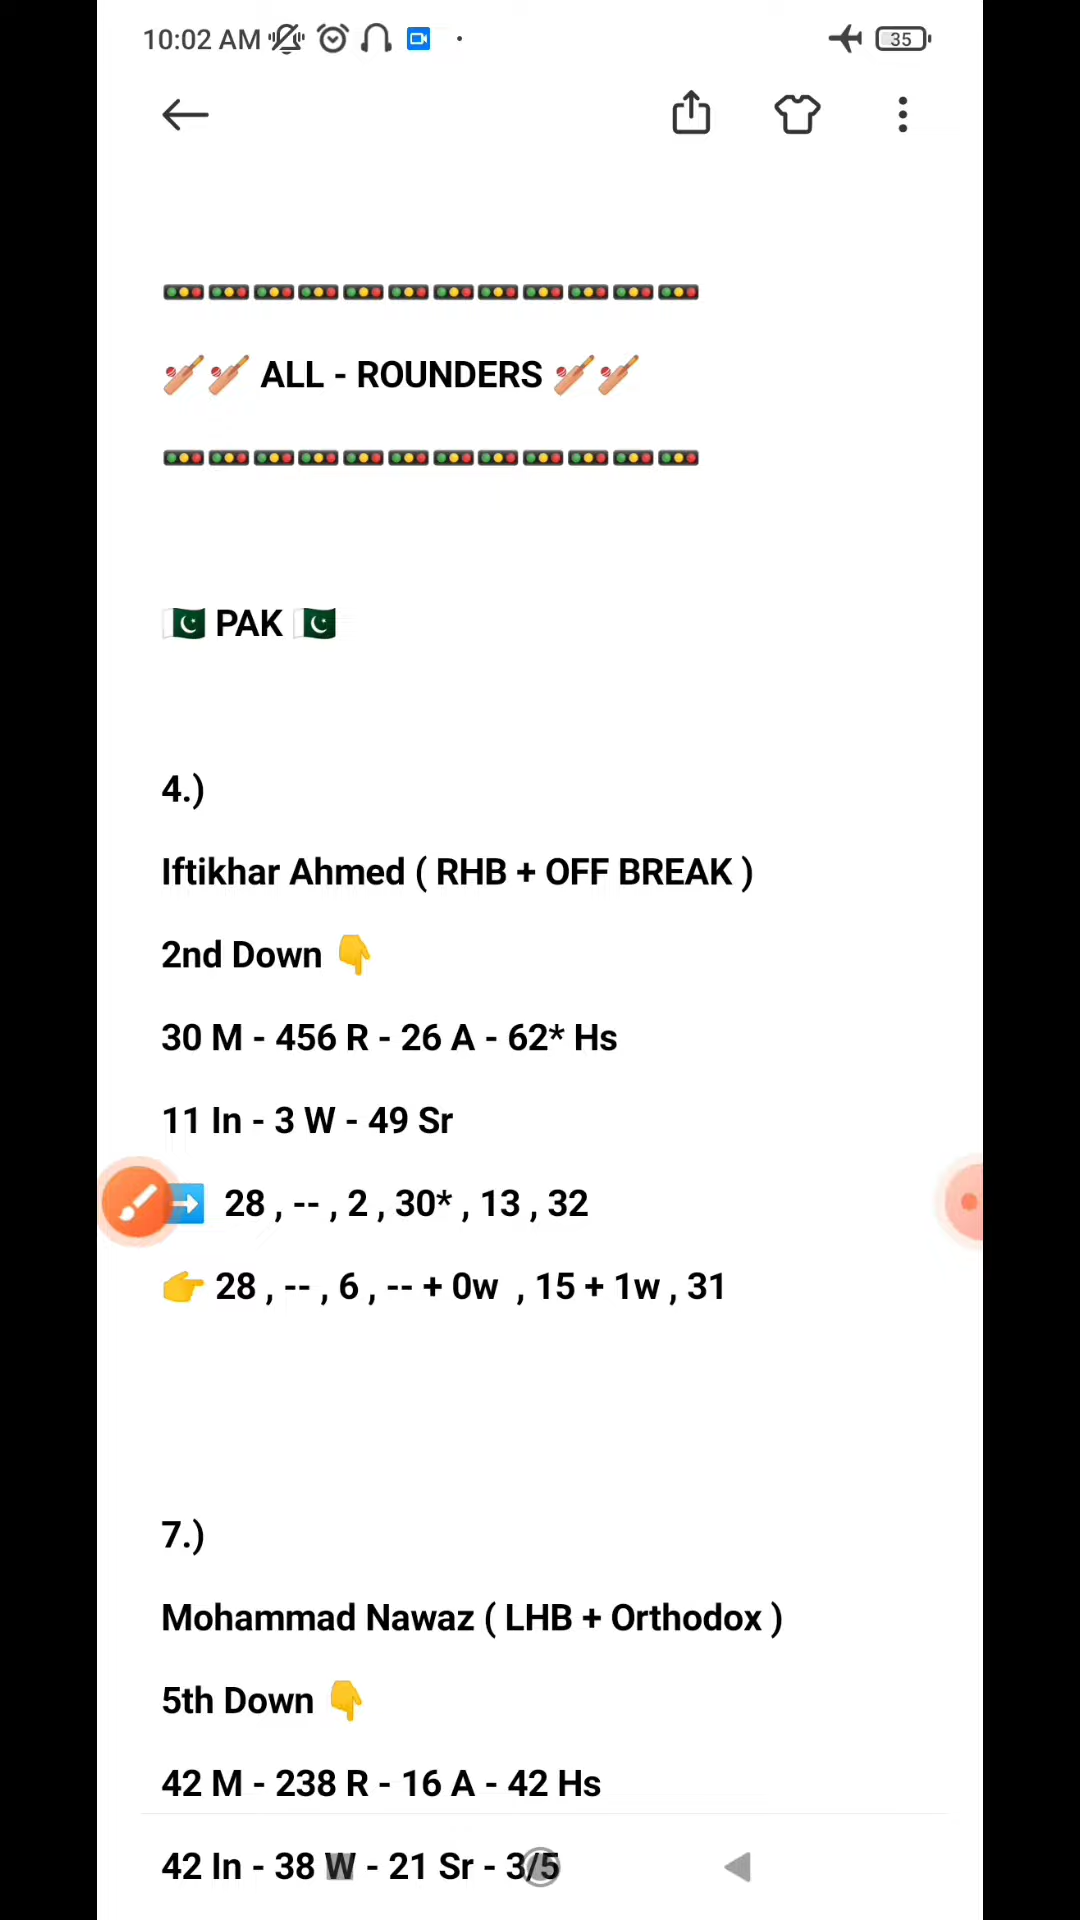 10:02 AM
35
ALL - ROUNDERS
PAK
4.)
Iftikhar Ahmed ( RHB + OFF BREAK )
2nd Down
30 M - 456 R - 26 A - 62* Hs
11 In - 3 W - 49 Sr
28 , -- , 2 , 30* , 13 , 32
28 , -- , 6 , -- + 0w , 15 + 1w , 31
7.)
Mohammad Nawaz ( LHB + Orthodox )
5th Down
42 M - 238 R - 16 A - 42 Hs
42 In - 38 W - 21 Sr - 3/5